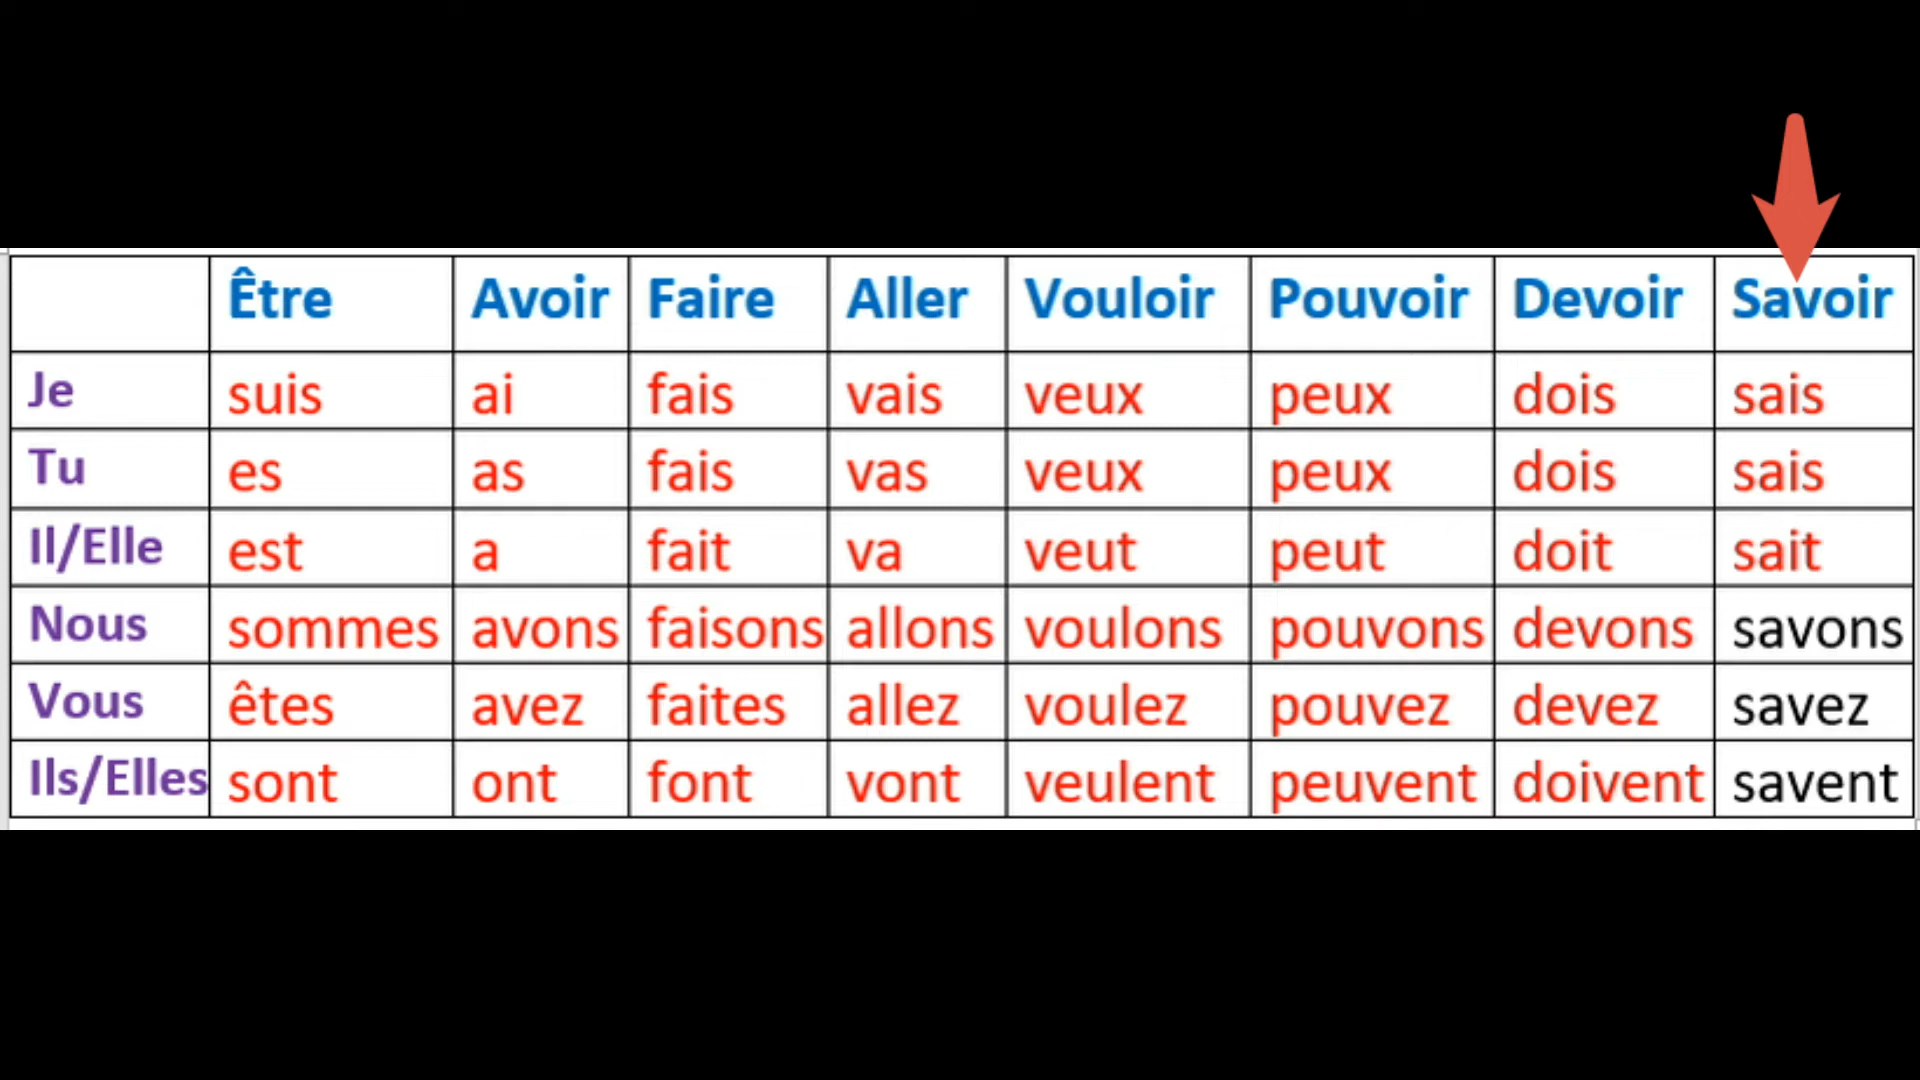 Être Avoir Faire Aller Vouloir Pouvoir Devoir Savoir
Je suis ai fais vais veux peux dois sais
Tu es as fais vas veux peux dois sais
Il/Elle est a fait va veut peut doit sait
Nous sommes avons faisons allons voulons pouvons devons savons
Vous êtes avez faites allez voulez pouvez devez savez
Ils/Elles sont ont font vont veulent peuvent doivent savent